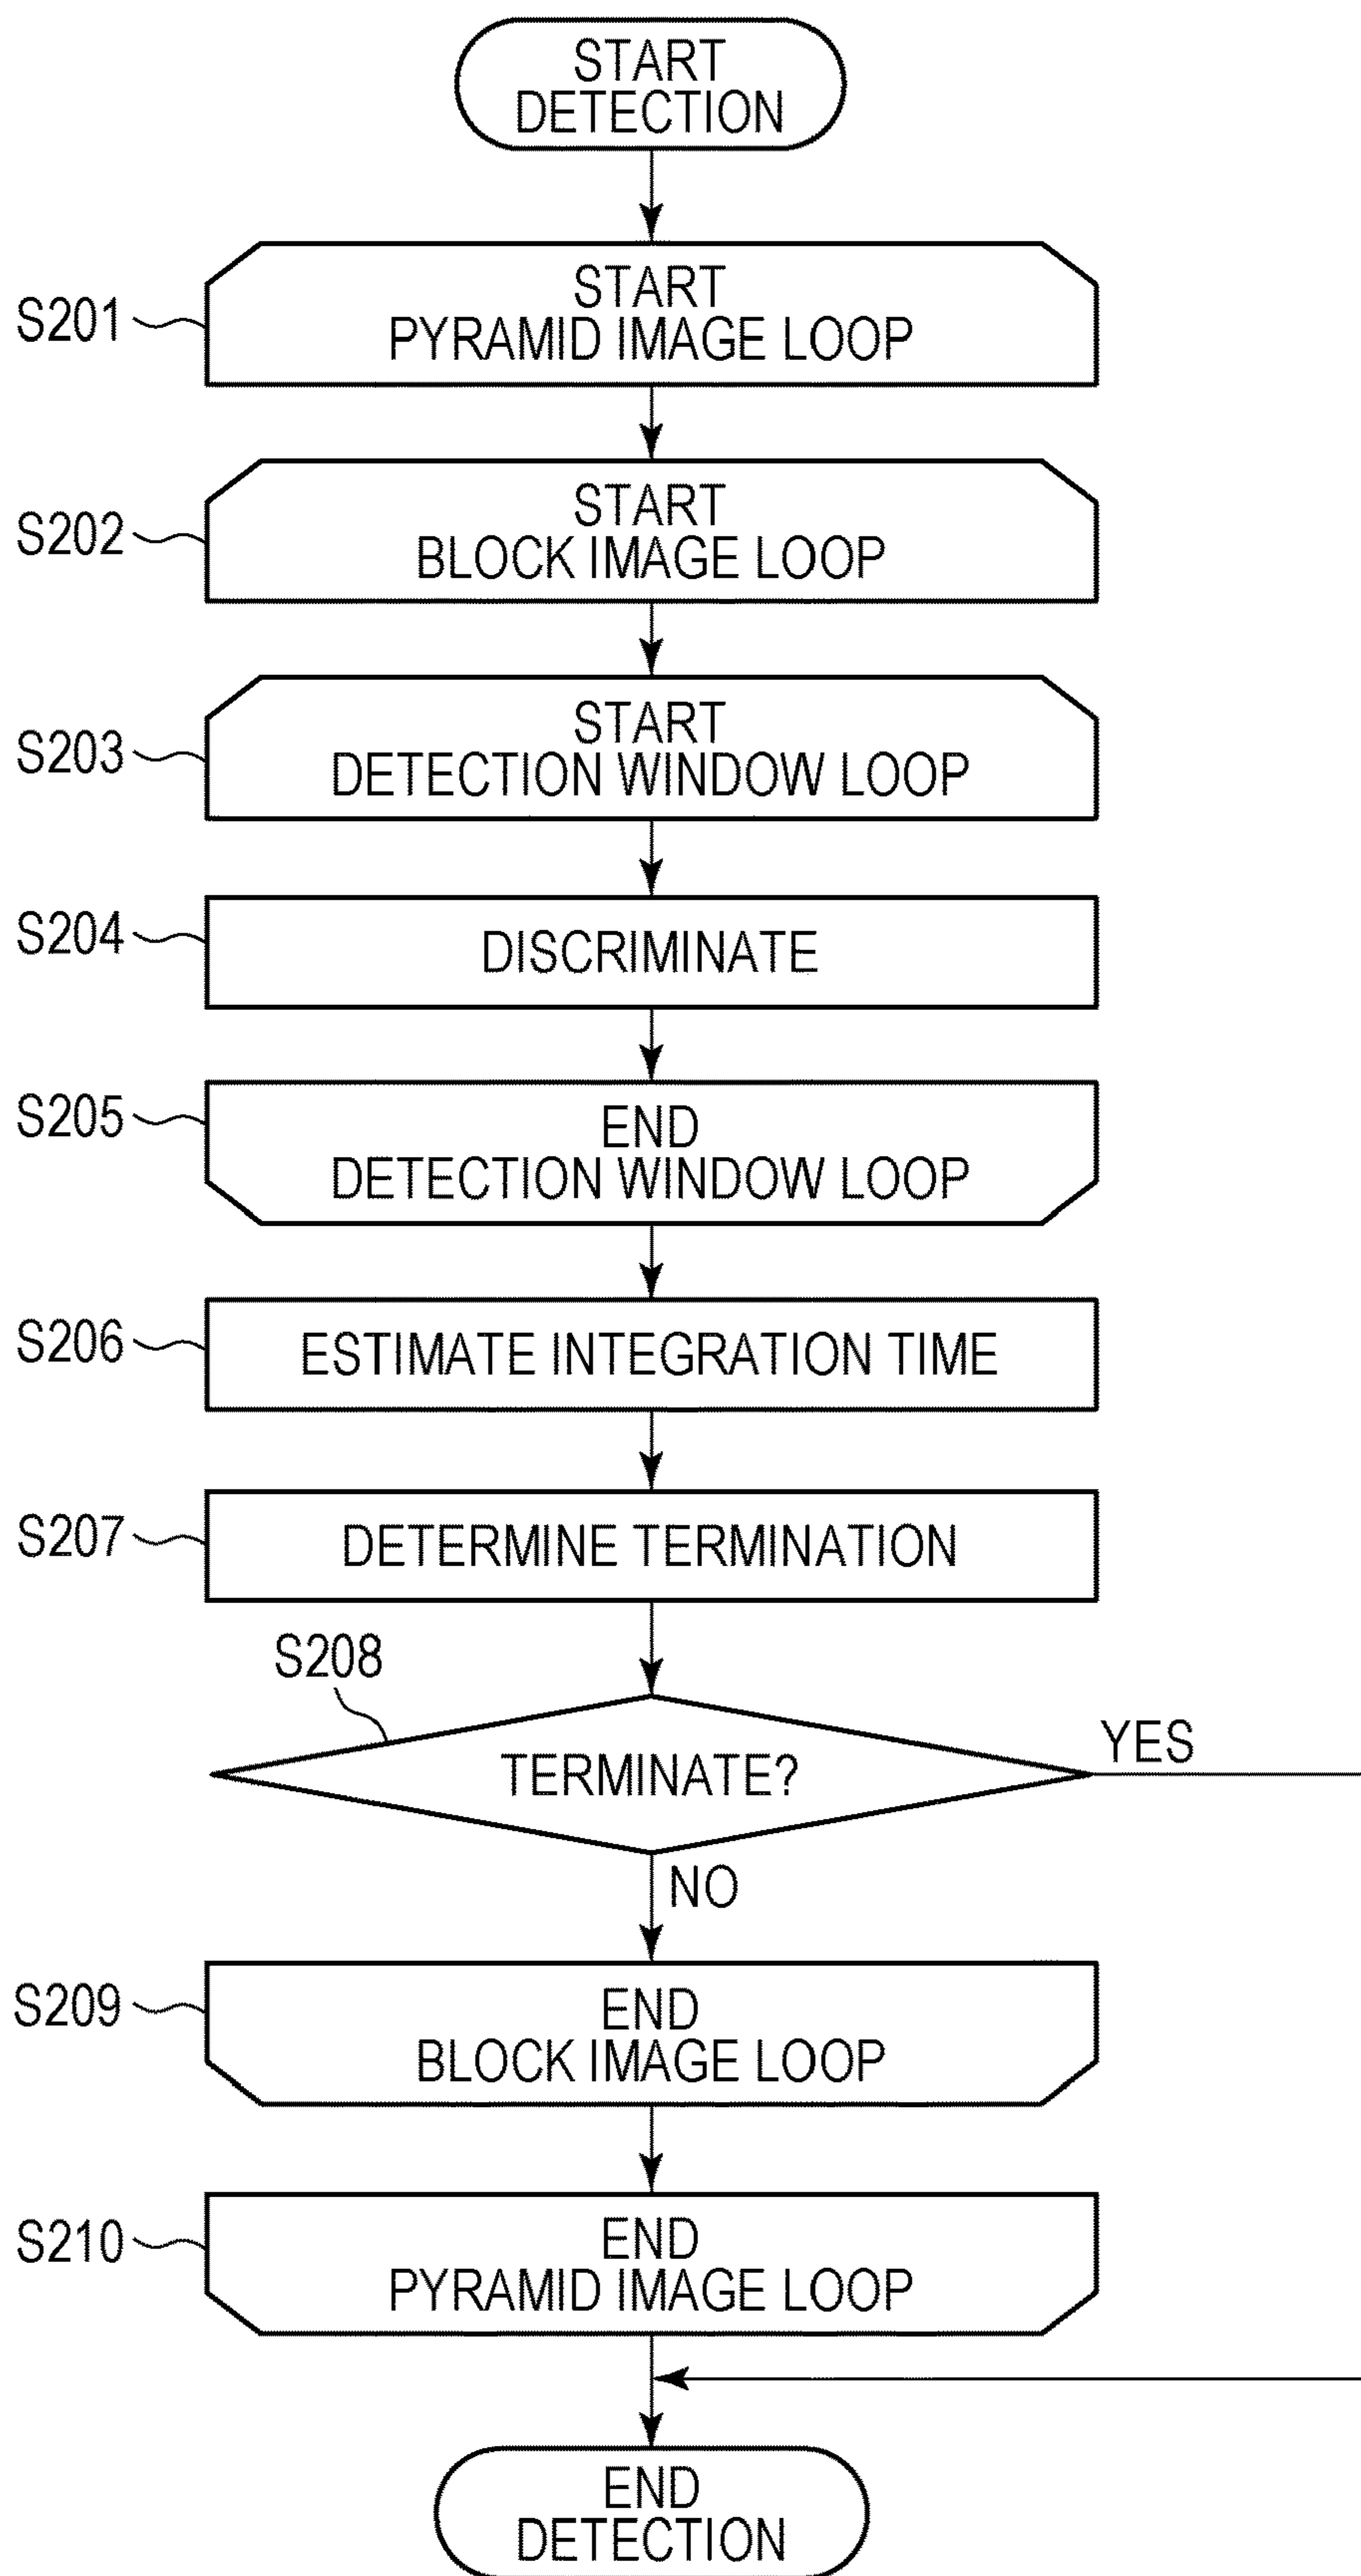 START
DETECTION
S201
START
PYRAMID IMAGE LOOP
S202
START
BLOCK IMAGE LOOP
S203
START
DETECTION WINDOW LOOP
S204
DISCRIMINATE
S205
END
DETECTION WINDOW LOOP
S206
ESTIMATE INTEGRATION TIME
S207
DETERMINE TERMINATION
S208
TERMINATE?
YES
NO
S209
END
BLOCK IMAGE LOOP
S210
END
PYRAMID IMAGE LOOP
END
DETECTION